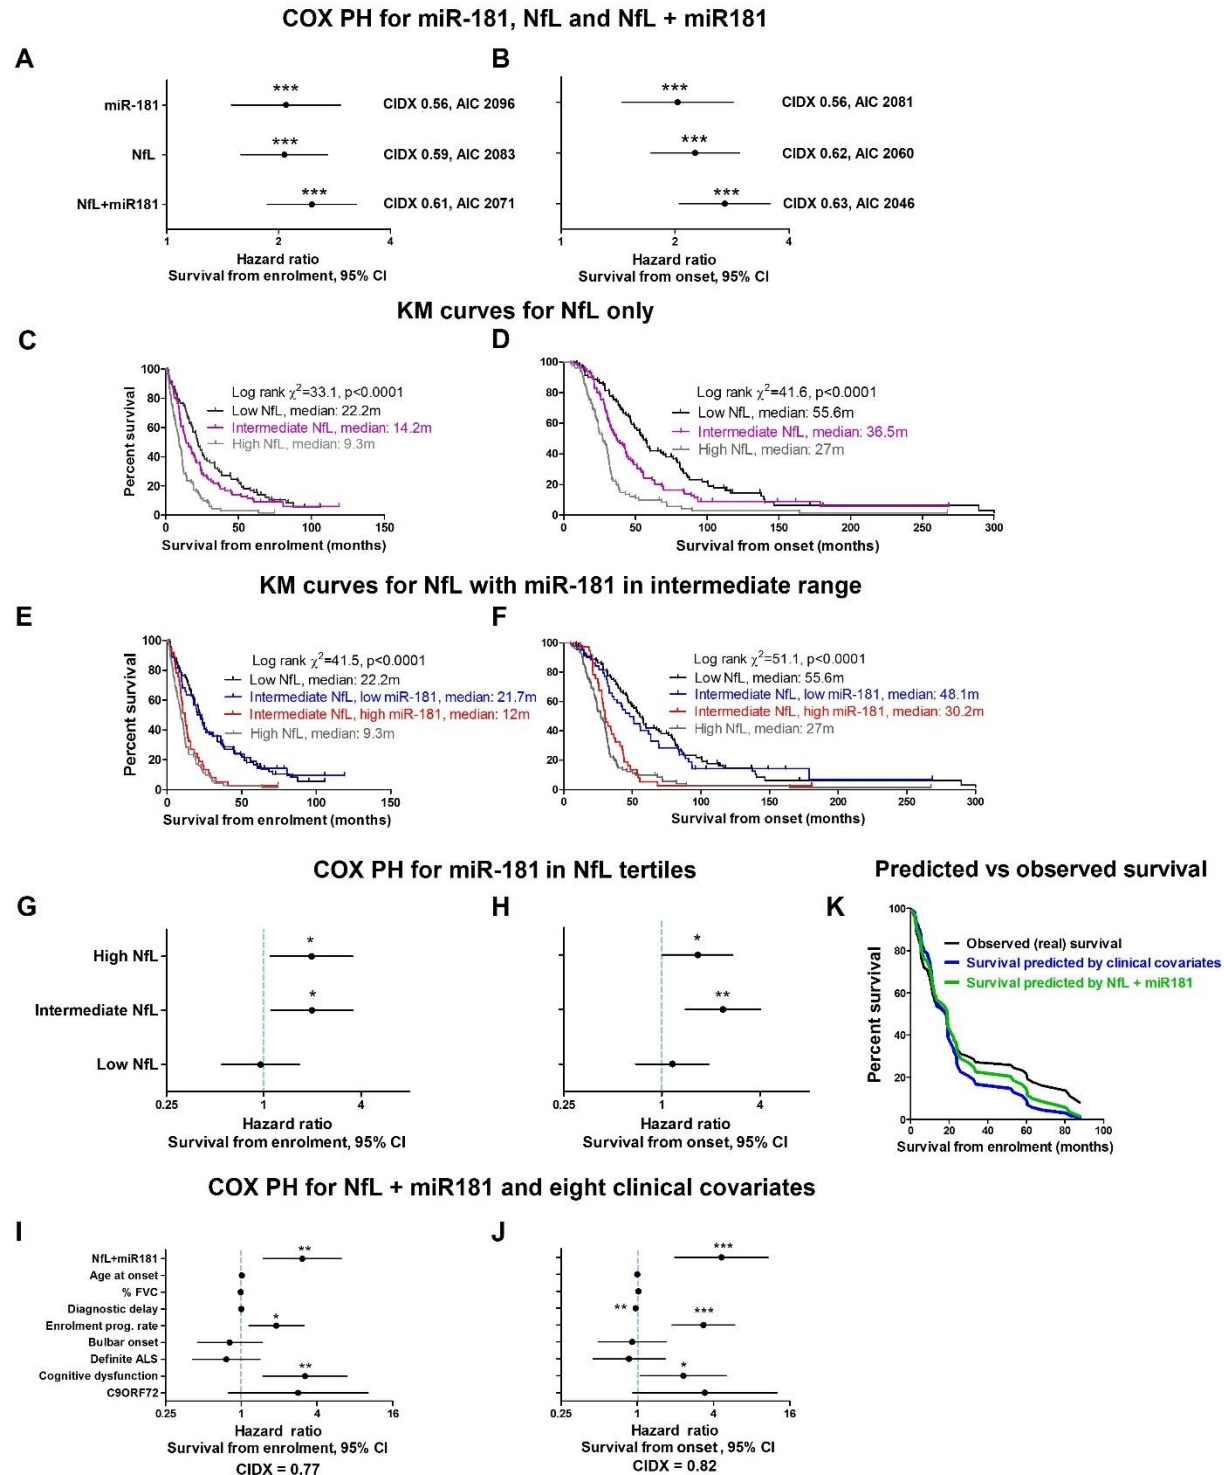 COX PH for miR-181, NfL and NfL + miR181
A
B
miR-181
NfL
NfL+miR181
***
***
***
CIDX 0.56, AIC 2096
CIDX 0.59, AIC 2083
CIDX 0.61, AIC 2071
1 2 4
Hazard ratio
Survival from enrolment, 95% CI
***
***
***
CIDX 0.56, AIC 2081
CIDX 0.62, AIC 2060
CIDX 0.63, AIC 2046
1 2 4
Hazard ratio
Survival from onset, 95% CI
KM curves for NfL only
C
Percent survival
100
80
60
40
20
0
Log rank χ²=33.1, p<0.0001
Low NfL, median: 22.2m
Intermediate NfL, median: 14.2m
High NfL, median: 9.3m
0 50 100 150
Survival from enrolment (months)
D
100
80
60
40
20
0
Log rank χ²=41.6, p<0.0001
Low NfL, median: 55.6m
Intermediate NfL, median: 36.5m
High NfL, median: 27m
0 50 100 150 200 250 300
Survival from onset (months)
KM curves for NfL with miR-181 in intermediate range
E
Percent survival
100
80
60
40
20
0
Log rank χ²=41.5, p<0.0001
Low NfL, median: 22.2m
Intermediate NfL, low miR-181, median: 21.7m
Intermediate NfL, high miR-181, median: 12m
High NfL, median: 9.3m
0 50 100 150
Survival from enrolment (months)
F
100
80
60
40
20
0
Log rank χ²=51.1, p<0.0001
Low NfL, median: 55.6m
Intermediate NfL, low miR-181, median: 48.1m
Intermediate NfL, high miR-181, median: 30.2m
High NfL, median: 27m
0 50 100 150 200 250 300
Survival from onset (months)
COX PH for miR-181 in NfL tertiles
G
High NfL
Intermediate NfL
Low NfL
*
*
0.25 1 4
Hazard ratio
Survival from enrolment, 95% CI
H
*
**
0.25 1 4
Hazard ratio
Survival from onset, 95% CI
Predicted vs observed survival
K
Percent survival
100
80
60
40
20
0
Observed (real) survival
Survival predicted by clinical covariates
Survival predicted by NfL + miR181
0 20 40 60 80 100
Survival from enrolment (months)
COX PH for NfL + miR181 and eight clinical covariates
I
NfL+miR181
Age at onset
% FVC
Diagnostic delay
Enrolment prog. rate
Bulbar onset
Definite ALS
Cognitive dysfunction
C9ORF72
**
*
**
0.25 1 4 16
Hazard ratio
Survival from enrolment, 95% CI
CIDX = 0.77
J
***
**
***
*
0.25 1 4 16
Hazard ratio
Survival from onset, 95% CI
CIDX = 0.82